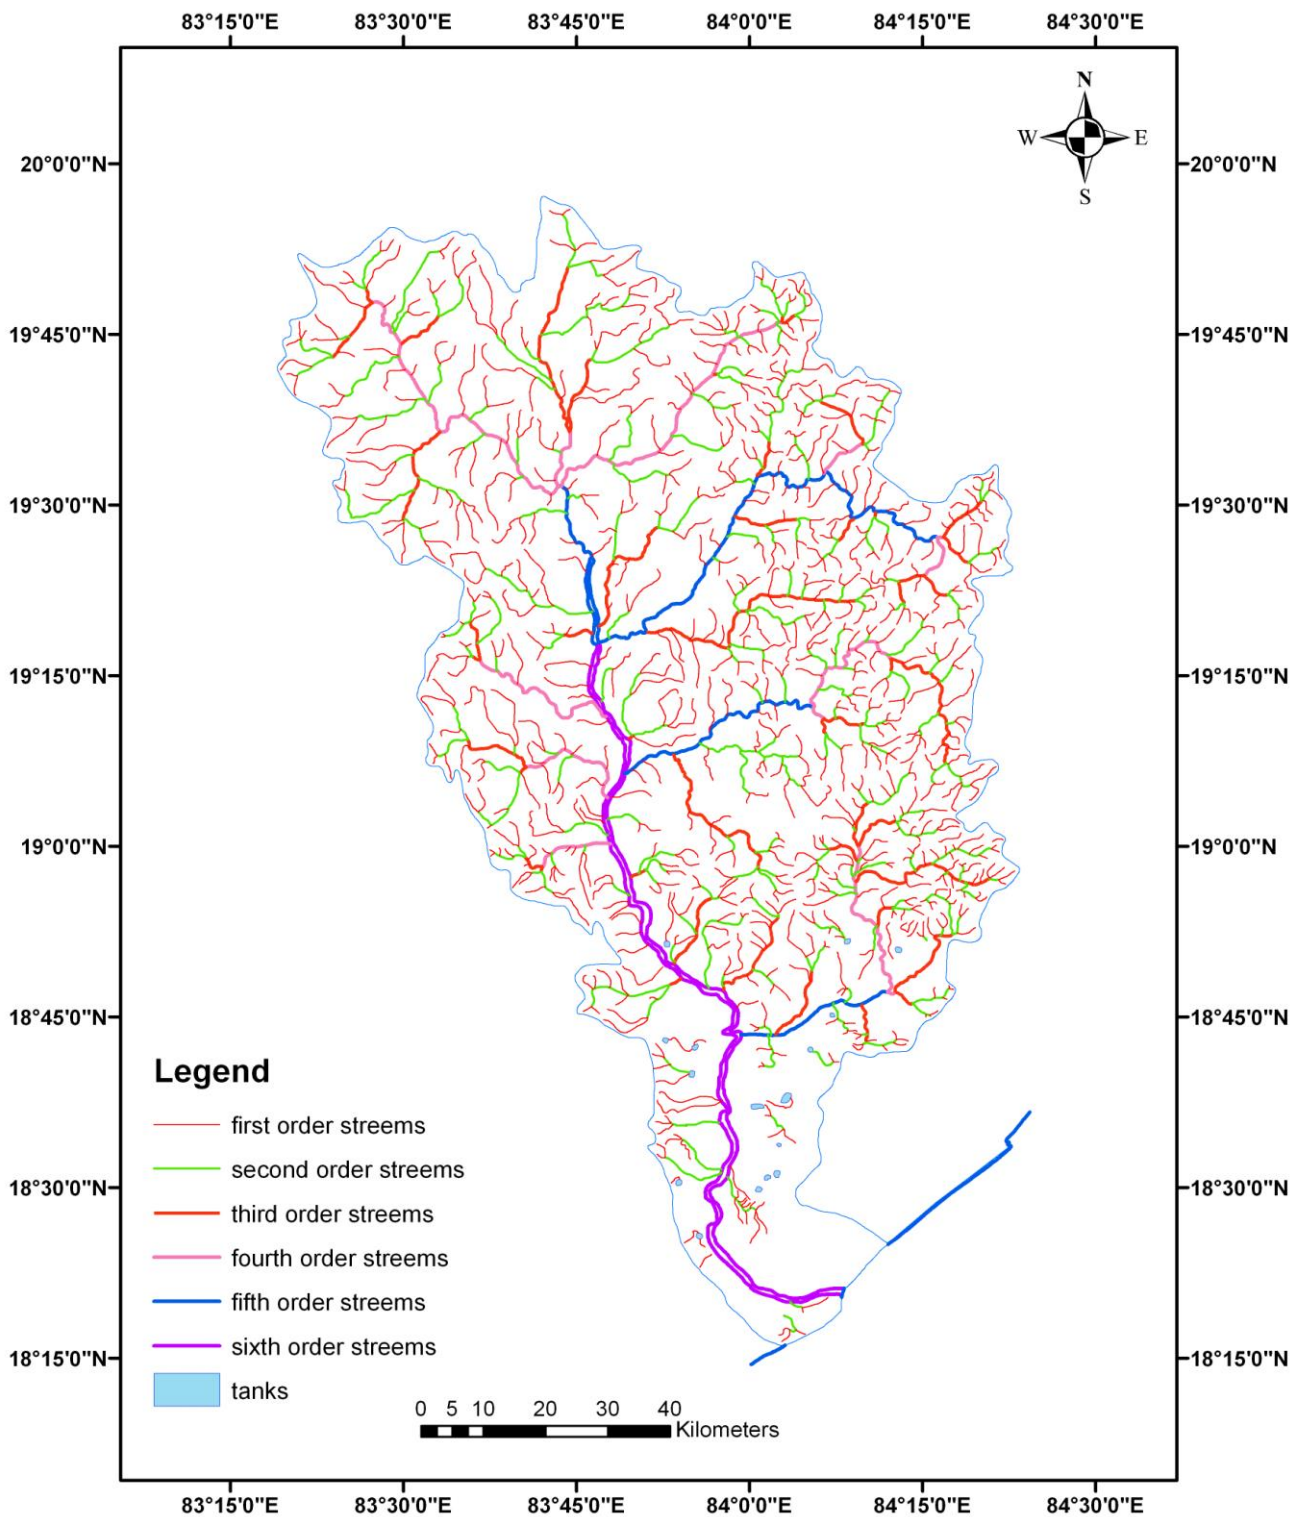 83°15'0"E 83°30'0"E 83°45'0"E 84°0'0"E 84°15'0"E 84°30'0"E
N
W E
S
20°0'0"N 20°0'0"N
19°45'0"N 19°45'0"N
19°30'0"N 19°30'0"N
19°15'0"N 19°15'0"N
19°0'0"N 19°0'0"N
18°45'0"N 18°45'0"N
Legend
first order streems
second order streems
18°30'0"N 18°30'0"N
third order streems
fourth order streems
fifth order streems
sixth order streems
18°15'0"N 18°15'0"N
tanks
0 5 10 20 30 40
Kilometers
83°15'0"E 83°30'0"E 83°45'0"E 84°0'0"E 84°15'0"E 84°30'0"E